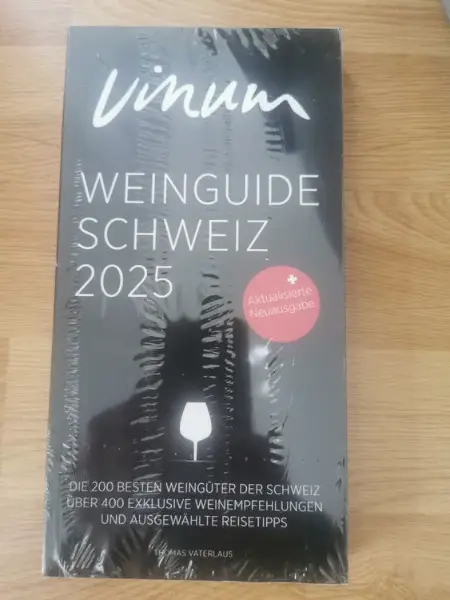 Vinum
WEINGUIDE
SCHWEIZ
2025
Aktualisierte
Neuausgabe
DIE 200 BESTEN WEINGÜTER DER SCHWEIZ
ÜBER 400 EXKLUSIVE WEINEMPFEHLUNGEN
UND AUSGEWÄHLTE REISETIPPS
THOMAS VATERLAUS